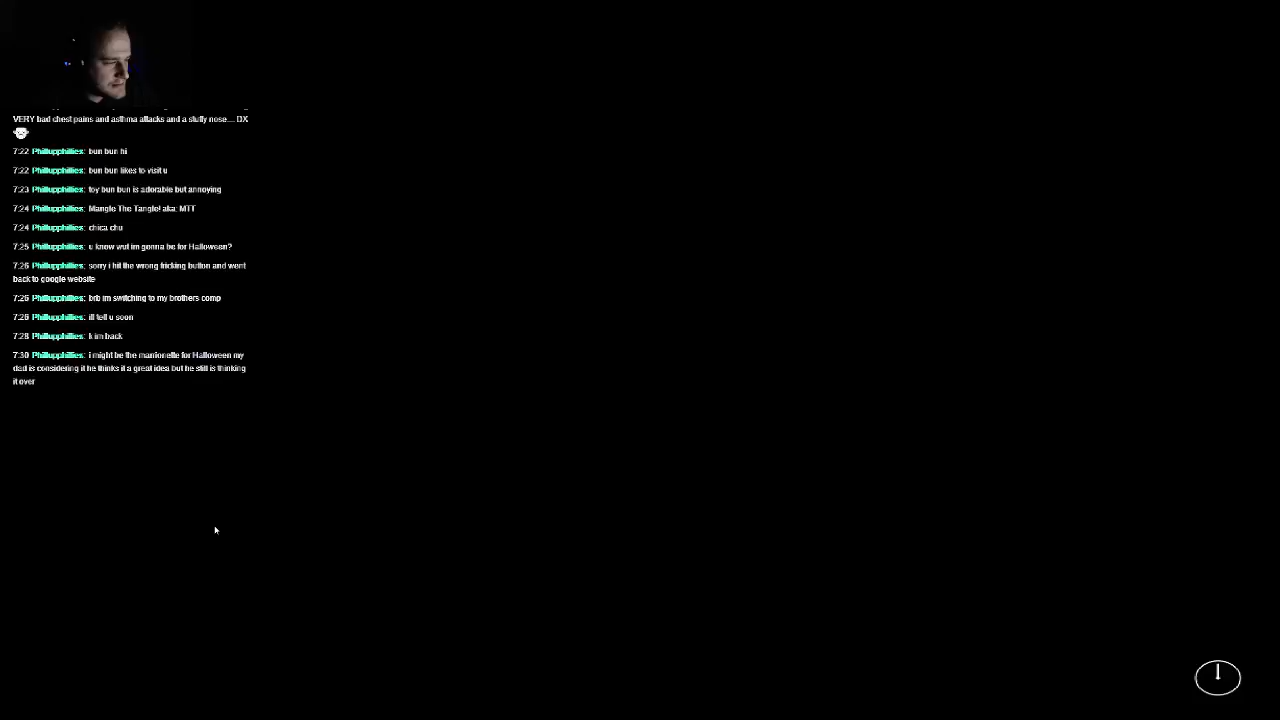 VERY bad chest pains and asthma attacks and a stuffy nose.... DX
7:22 Phillupphillies: bun bun hi
7:22 Phillupphillies: bun bun likes to visit u
7:23 Phillupphillies: toy bun bun is adorable but annoying
7:24 Phillupphillies: Mangle The Tangle! aka: MTT
7:24 Phillupphillies: chica chu
7:25 Phillupphillies: u know wut im gonna be for Halloween?
7:26 Phillupphillies: sorry i hit the wrong fricking button and went
back to google website
7:26 Phillupphillies: brb im switching to my brothers comp
7:26 Phillupphillies: ill tell u soon
7:28 Phillupphillies: k im back
7:30 Phillupphillies: i might be the marrionette for Halloween my
dad is considering it he thinks it a great idea but he still is thinking
it over